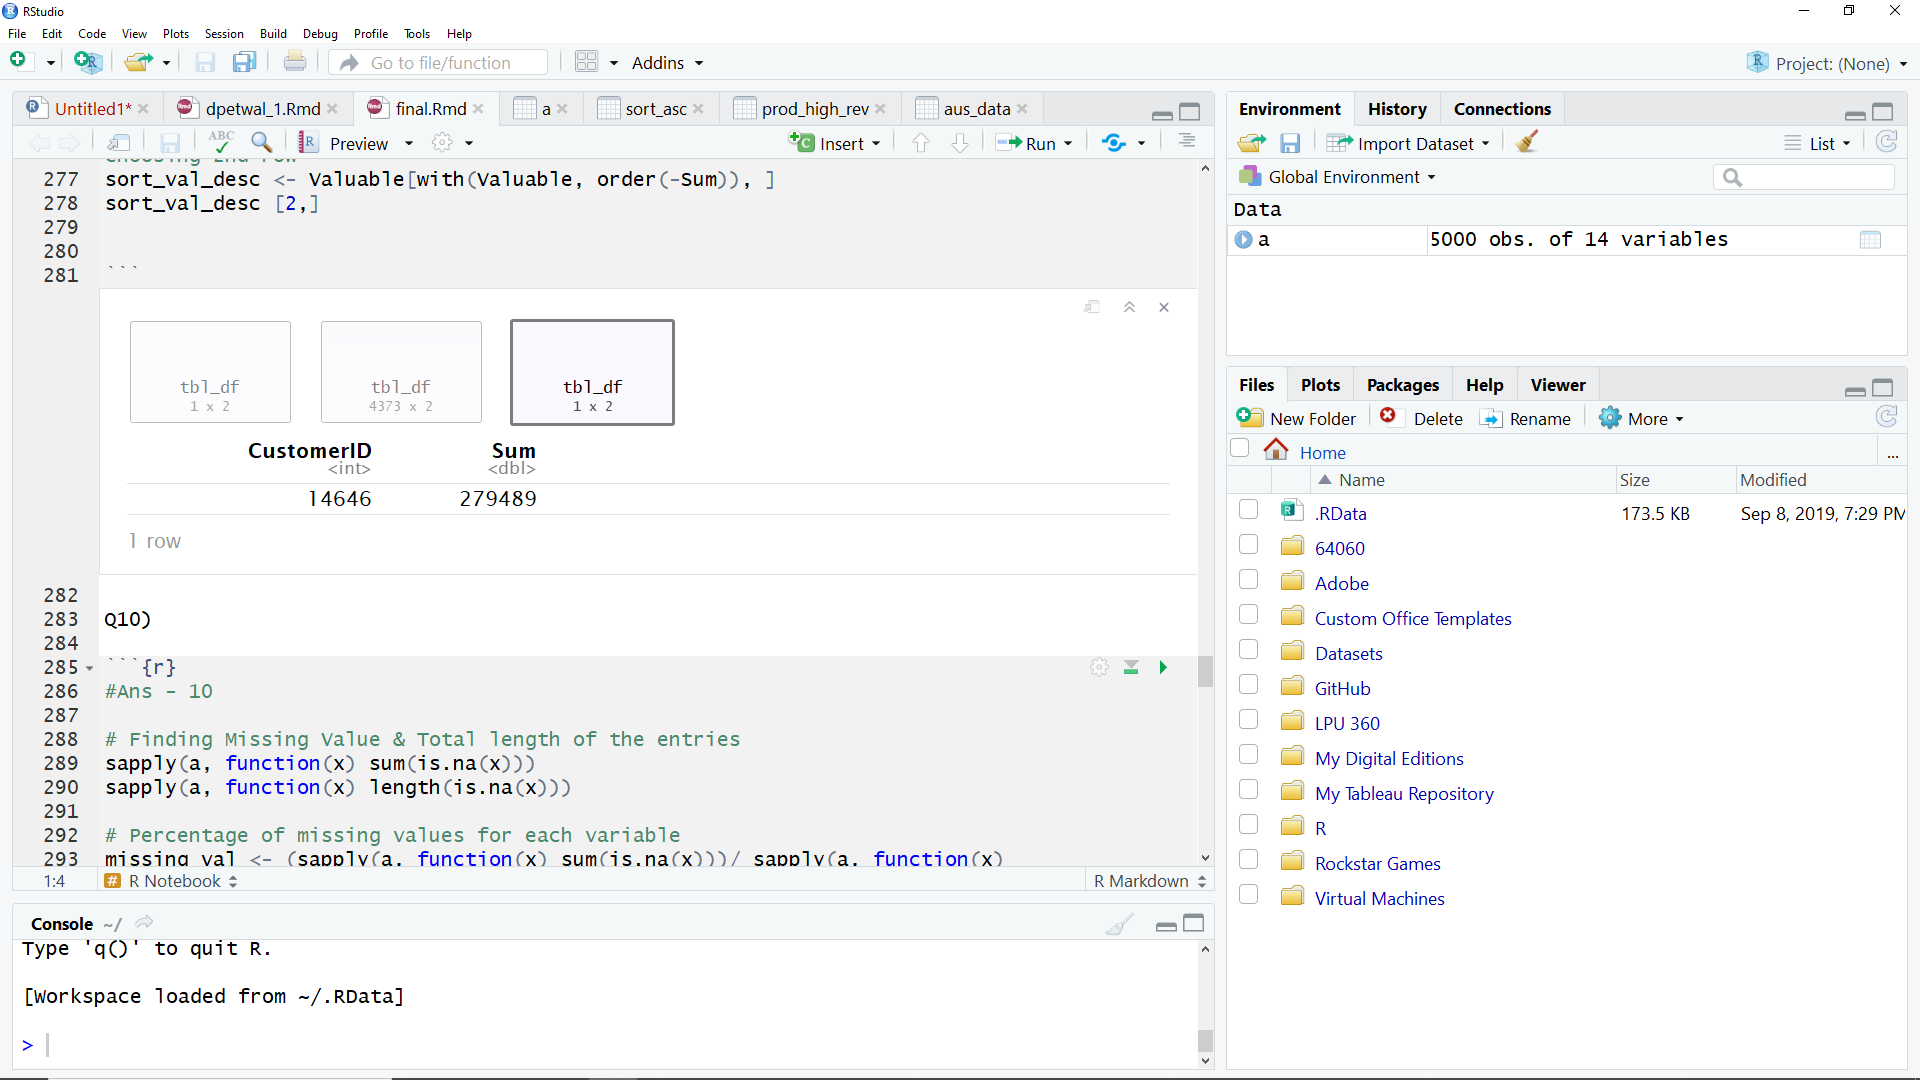 RStudio
File Edit Code View Plots Session Build Debug Profile Tools Help
Go to file/function
Addins
Project: (None)
Untitled1*
dpetwal_1.Rmd
final.Rmd
a
sort_asc
prod_high_rev
aus_data
ABC
Preview
Insert
Run
277 sort_val_desc <- Valuable[with(Valuable, order(-Sum)), ]
278 sort_val_desc [2,]
279
280
281 ```
tbl_df
1 x 2
tbl_df
4373 x 2
tbl_df
1 x 2
CustomerID Sum
<int> <dbl>
14646 279489
1 row
282
283 Q10)
284
285 ```{r}
286 #Ans - 10
287
288 # Finding Missing Value & Total length of the entries
289 sapply(a, function(x) sum(is.na(x)))
290 sapply(a, function(x) length(is.na(x)))
291
292 # Percentage of missing values for each variable
293 missing_val <- (sapply(a, function(x) sum(is.na(x)))/ sapply(a, function(x)
1:4
# R Notebook
R Markdown
Console ~/
Type 'q()' to quit R.
[Workspace loaded from ~/.RData]
>
Environment History Connections
Import Dataset
List
Global Environment
Data
a 5000 obs. of 14 variables
Files Plots Packages Help Viewer
New Folder Delete Rename More
Home
...
Name Size Modified
.RData 173.5 KB Sep 8, 2019, 7:29 PM
64060
Adobe
Custom Office Templates
Datasets
GitHub
LPU 360
My Digital Editions
My Tableau Repository
R
Rockstar Games
Virtual Machines